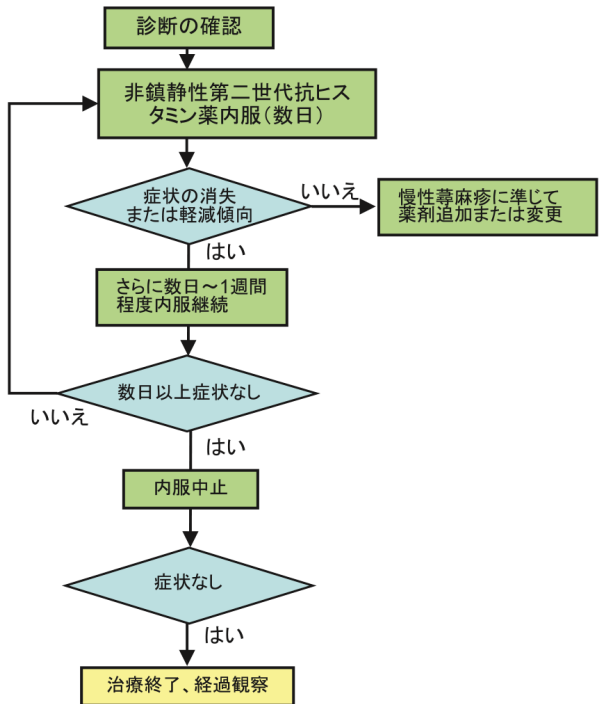 診断の確認
非鎮静性第二世代抗ヒス
タミン薬内服（数日）
症状の消失
または軽減傾向
いいえ
慢性蕁麻疹に準じて
薬剤追加または変更
はい
さらに数日～1週間
程度内服継続
数日以上症状なし
いいえ
はい
内服中止
症状なし
はい
治療終了、経過観察